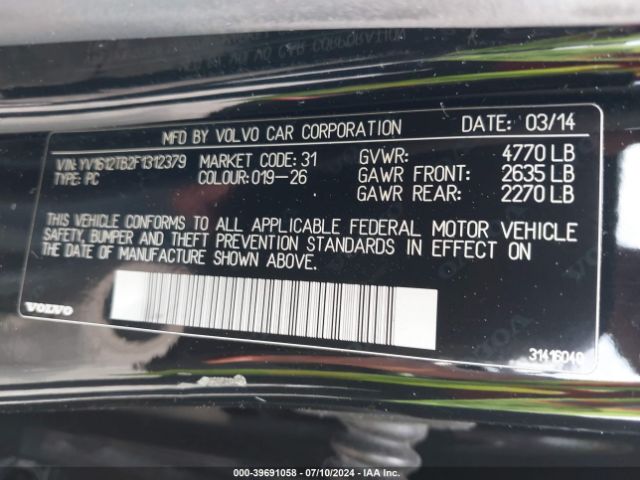 MFD BY VOLVO CAR CORPORATION DATE: 03/14
VIN: YV1612TB2F1312379 MARKET CODE: 31 GVWR: 4770 LB
TYPE: PC COLOUR: 019-26 GAWR FRONT: 2635 LB
GAWR REAR: 2270 LB
THIS VEHICLE CONFORMS TO ALL APPLICABLE FEDERAL MOTOR VEHICLE
SAFETY, BUMPER AND THEFT PREVENTION STANDARDS IN EFFECT ON
THE DATE OF MANUFACTURE SHOWN ABOVE.
VOLVO
31416040
000-39691058 - 07/10/2024 - IAA Inc.